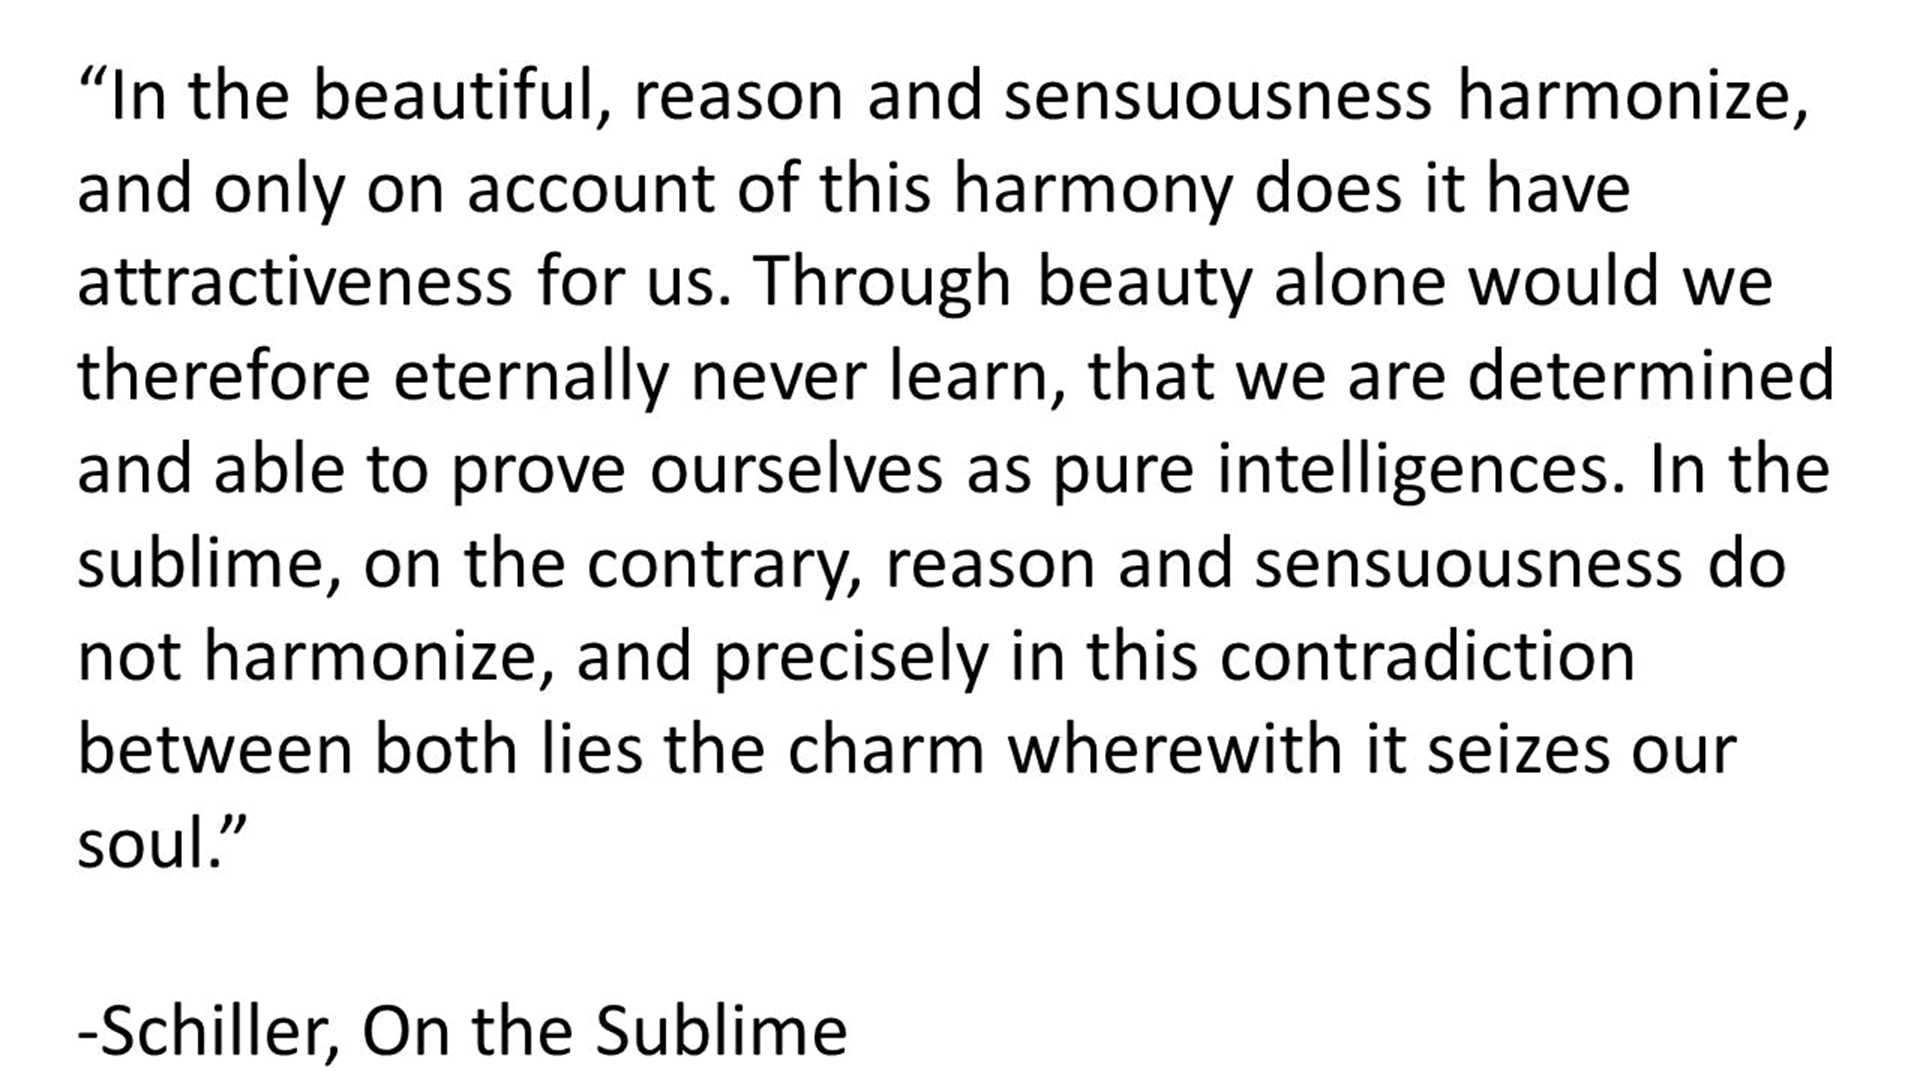 “In the beautiful, reason and sensuousness harmonize,
and only on account of this harmony does it have
attractiveness for us. Through beauty alone would we
therefore eternally never learn, that we are determined
and able to prove ourselves as pure intelligences. In the
sublime, on the contrary, reason and sensuousness do
not harmonize, and precisely in this contradiction
between both lies the charm wherewith it seizes our
soul.”
-Schiller, On the Sublime